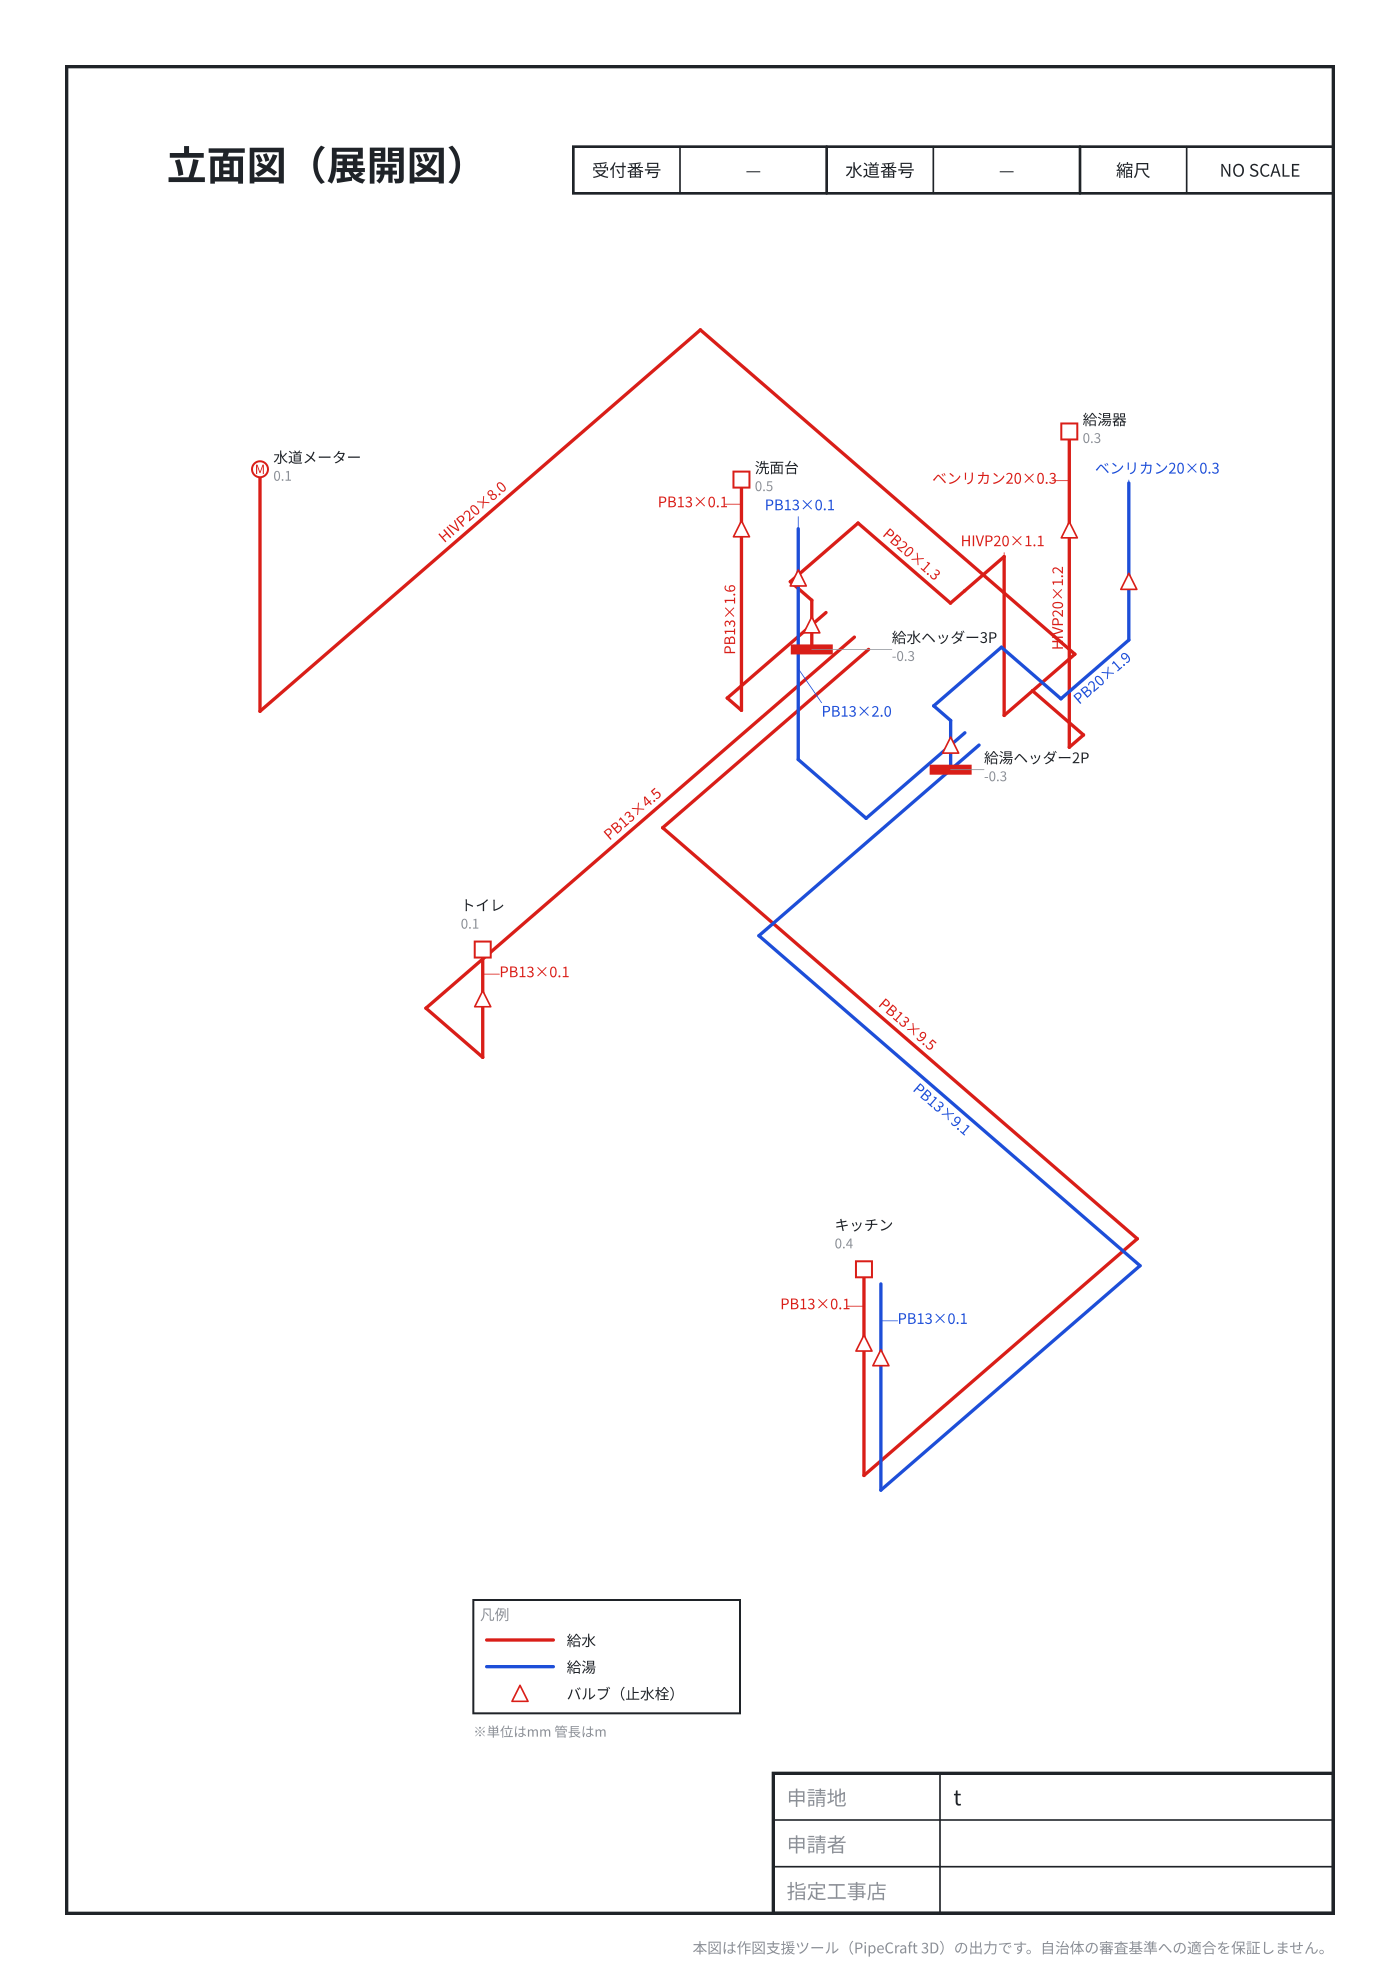 立面図（展開図）
受付番号 — 水道番号 — 縮尺 NO SCALE
給湯器
0.3
水道メーター
0.1
M
洗面台
0.5
ベンリカン20×0.3
ベンリカン20×0.3
HIVP20×8.0
PB13×0.1
PB13×0.1
PB20×1.3
HIVP20×1.1
HIVP20×1.2
PB13×1.6
給水ヘッダー3P
-0.3
PB20×1.9
PB13×2.0
給湯ヘッダー2P
-0.3
PB13×4.5
トイレ
0.1
PB13×0.1
PB13×9.5
PB13×9.1
キッチン
0.4
PB13×0.1
PB13×0.1
凡例
給水
給湯
バルブ（止水栓）
※単位はmm 管長はm
申請地 t
申請者
指定工事店
本図は作図支援ツール（PipeCraft 3D）の出力です。自治体の審査基準への適合を保証しません。